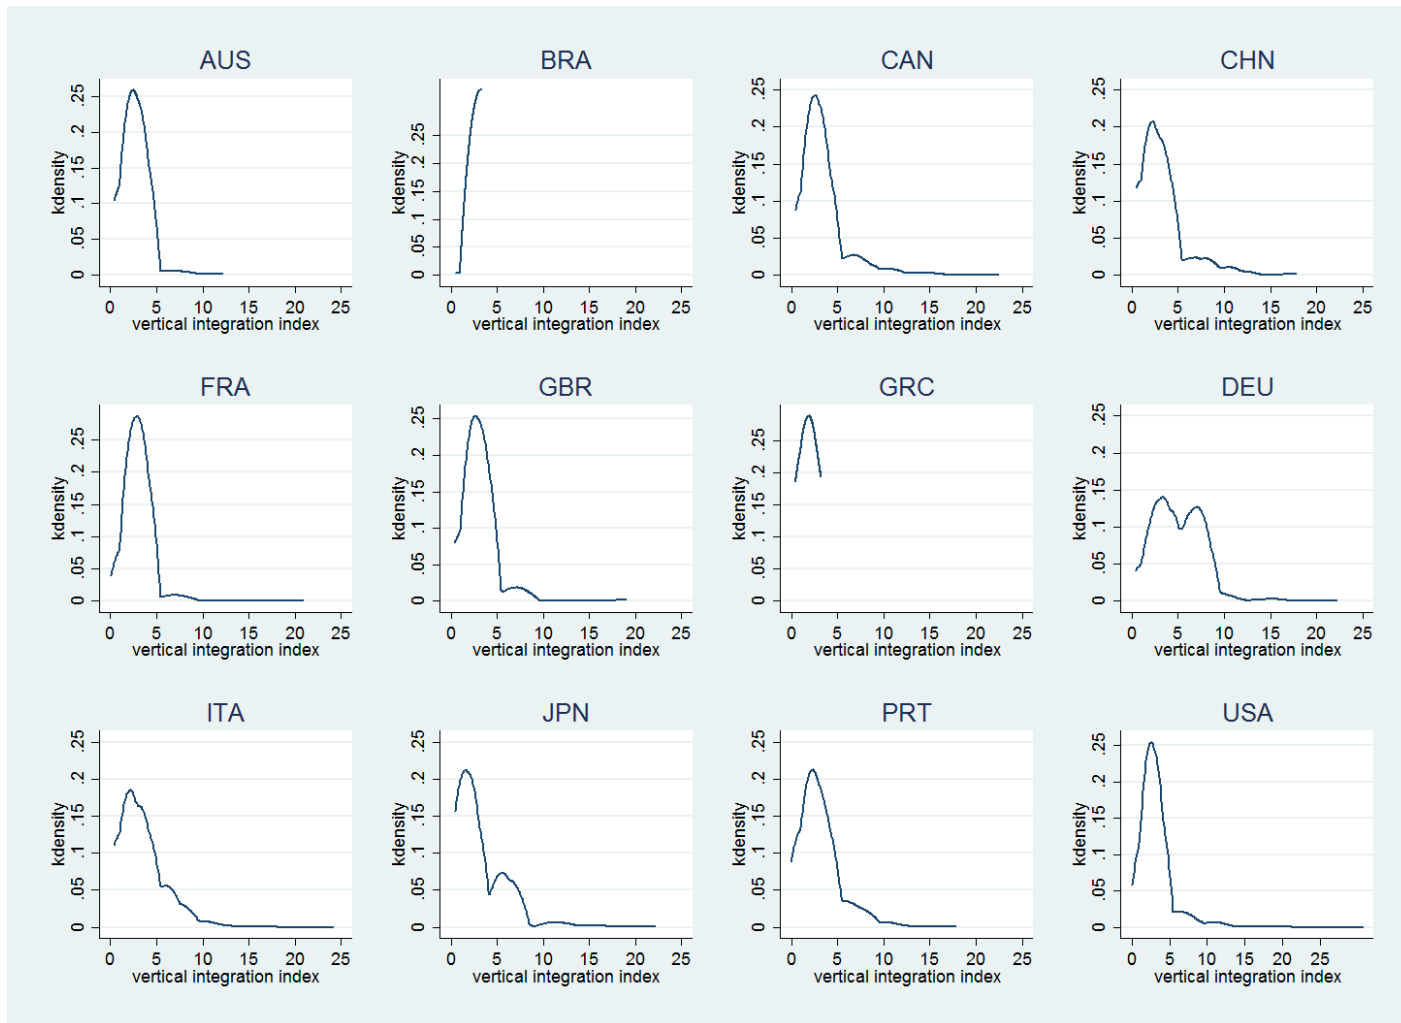 AUS
kdensity
0 .05 .1 .15 .2 .25
0 5 10 15 20 25
vertical integration index
BRA
kdensity
0 .05 .1 .15 .2 .25
0 5 10 15 20 25
vertical integration index
CAN
kdensity
0 .05 .1 .15 .2 .25
0 5 10 15 20 25
vertical integration index
CHN
kdensity
0 .05 .1 .15 .2 .25
0 5 10 15 20 25
vertical integration index
FRA
kdensity
0 .05 .1 .15 .2 .25
0 5 10 15 20 25
vertical integration index
GBR
kdensity
0 .05 .1 .15 .2 .25
0 5 10 15 20 25
vertical integration index
GRC
kdensity
0 .05 .1 .15 .2 .25
0 5 10 15 20 25
vertical integration index
DEU
kdensity
0 .05 .1 .15 .2 .25
0 5 10 15 20 25
vertical integration index
ITA
kdensity
0 .05 .1 .15 .2 .25
0 5 10 15 20 25
vertical integration index
JPN
kdensity
0 .05 .1 .15 .2 .25
0 5 10 15 20 25
vertical integration index
PRT
kdensity
0 .05 .1 .15 .2 .25
0 5 10 15 20 25
vertical integration index
USA
kdensity
0 .05 .1 .15 .2 .25
0 5 10 15 20 25
vertical integration index